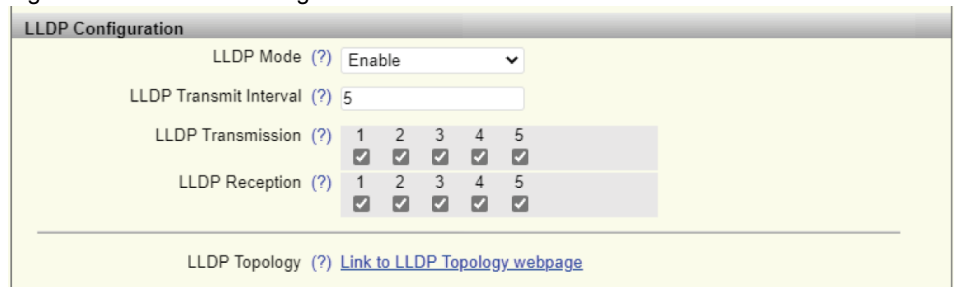 LLDP Configuration
LLDP Mode (?) Enable
LLDP Transmit Interval (?) 5
LLDP Transmission (?) 1 2 3 4 5
LLDP Reception (?) 1 2 3 4 5
LLDP Topology (?) Link to LLDP Topology webpage